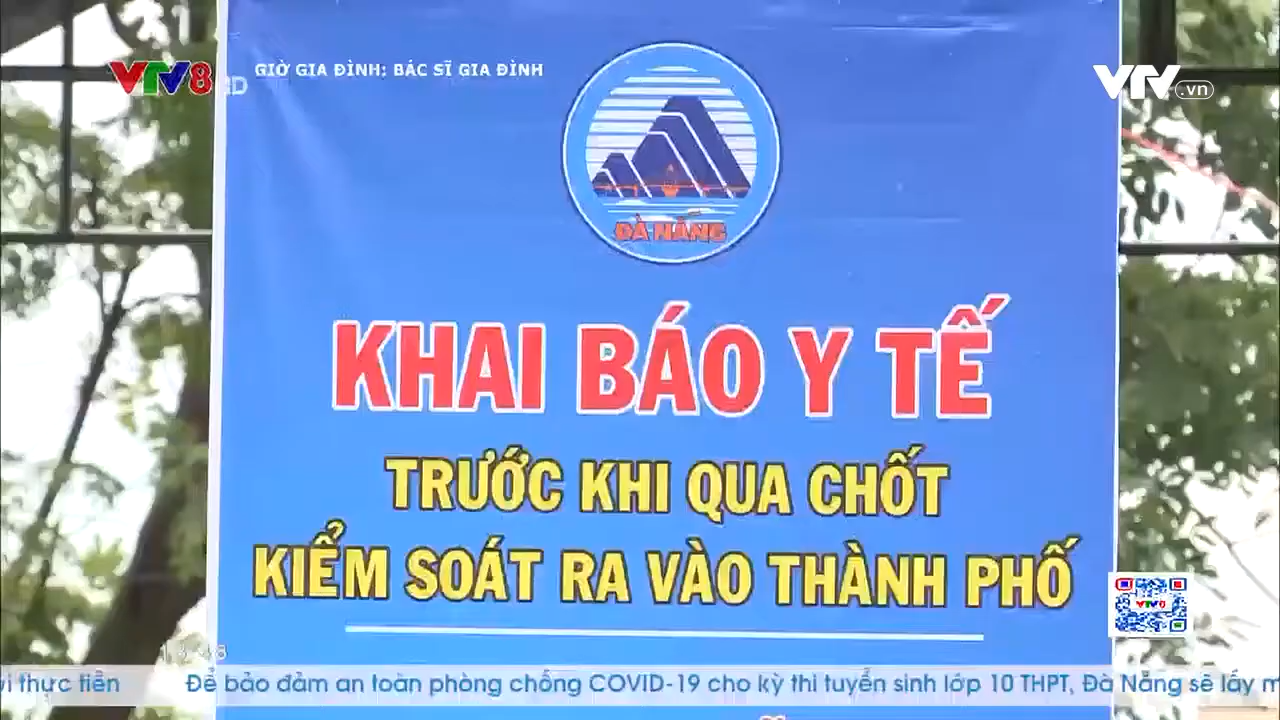 VTV8
HD
GIỜ GIA ĐÌNH: BÁC SĨ GIA ĐÌNH
VTV.vn
ĐÀ NẴNG
KHAI BÁO Y TẾ
TRƯỚC KHI QUA CHỐT
KIỂM SOÁT RA VÀO THÀNH PHỐ
VTV8
thực tiễn Để bảo đảm an toàn phòng chống COVID-19 cho kỳ thi tuyển sinh lớp 10 THPT, Đà Nẵng sẽ lấy